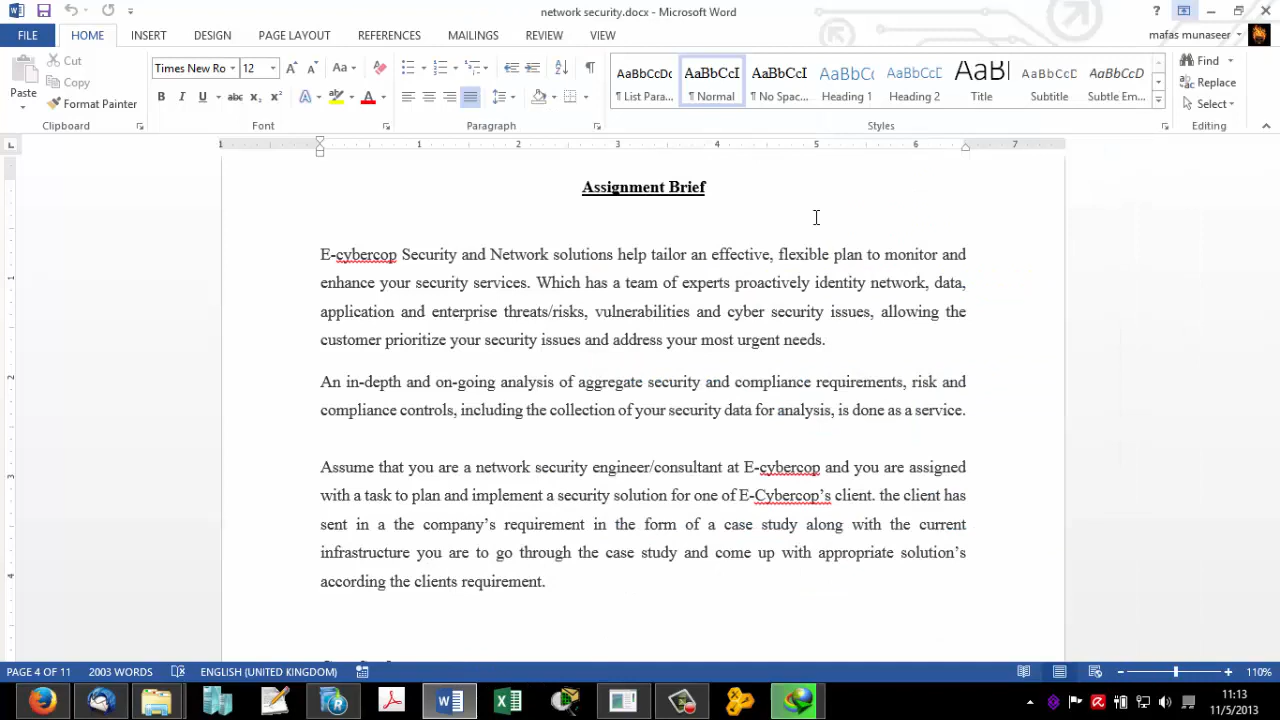 network security.docx - Microsoft Word
FILE HOME INSERT DESIGN PAGE LAYOUT REFERENCES MAILINGS REVIEW VIEW mafas munaseer
Paste
Cut
Copy
Format Painter
Times New Ro 12
AaBbCcDc AaBbCcI AaBbCcI AaBbC AaBbCcI AaB AaBbCcD AaBbCcD
¶ List Para... ¶ Normal ¶ No Spac... Heading 1 Heading 2 Title Subtitle Subtle Em...
Find
Replace
Select
Clipboard Font Paragraph Styles Editing
1 1 2 3 4 5 6 7
Assignment Brief
E-cybercop Security and Network solutions help tailor an effective, flexible plan to monitor and
enhance your security services. Which has a team of experts proactively identity network, data,
application and enterprise threats/risks, vulnerabilities and cyber security issues, allowing the
customer prioritize your security issues and address your most urgent needs.
An in-depth and on-going analysis of aggregate security and compliance requirements, risk and
compliance controls, including the collection of your security data for analysis, is done as a service.
Assume that you are a network security engineer/consultant at E-cybercop and you are assigned
with a task to plan and implement a security solution for one of E-Cybercop’s client. the client has
sent in a the company’s requirement in the form of a case study along with the current
infrastructure you are to go through the case study and come up with appropriate solution’s
according the clients requirement.
PAGE 4 OF 11 2003 WORDS ENGLISH (UNITED KINGDOM) 110%
11:13
11/5/2013